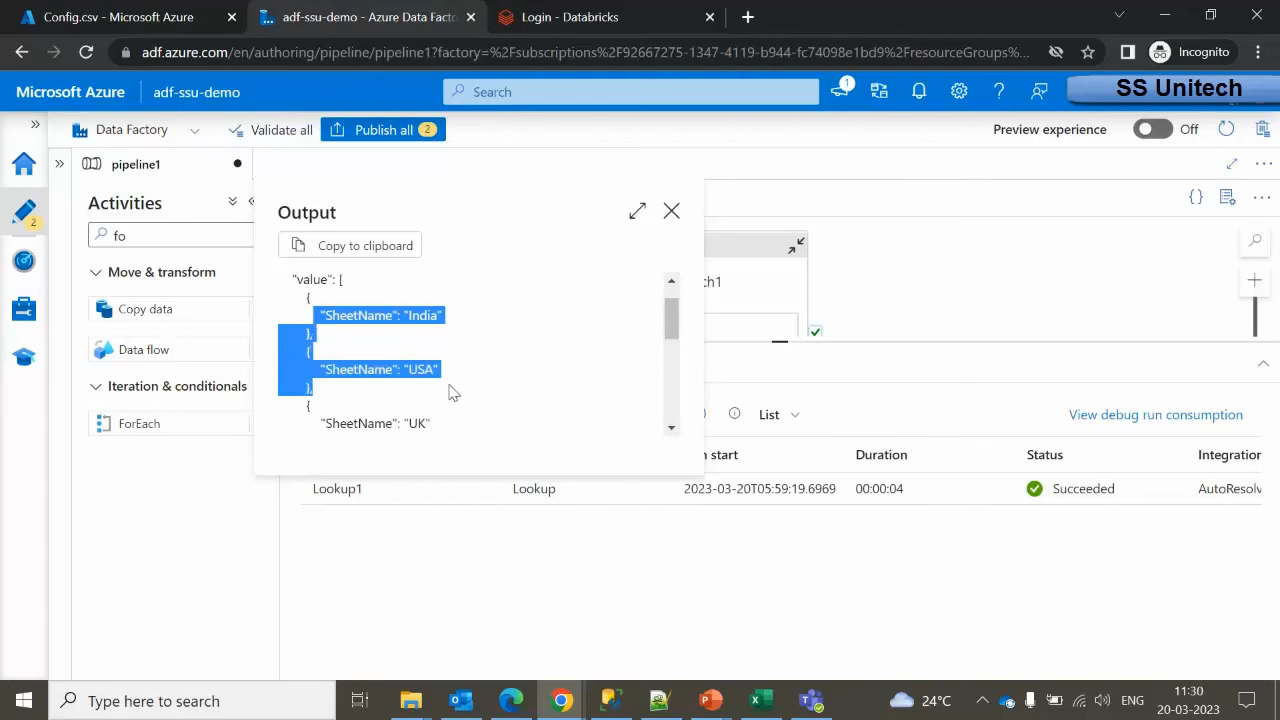 Config.csv - Microsoft Azure
adf-ssu-demo - Azure Data Factory
Login - Databricks
adf.azure.com/en/authoring/pipeline/pipeline1?factory=%2Fsubscriptions%2F92667275-1347-4119-b944-fc74098e1bd9%2FresourceGroups%...
Incognito
Microsoft Azure
adf-ssu-demo
Search
1
SS Unitech
Data Factory
Validate all
Publish all 2
Preview experience
Off
pipeline1
2
Activities
fo
Move & transform
Copy data
Data flow
Iteration & conditionals
ForEach
Output
Copy to clipboard
"value": [
{
"SheetName": "India"
},
{
"SheetName": "USA"
},
{
"SheetName": "UK"
List
View debug run consumption
Duration
Status
Lookup1
Lookup
2023-03-20T05:59:19.6969
00:00:04
Succeeded
Type here to search
24°C
ENG
11:30
20-03-2023